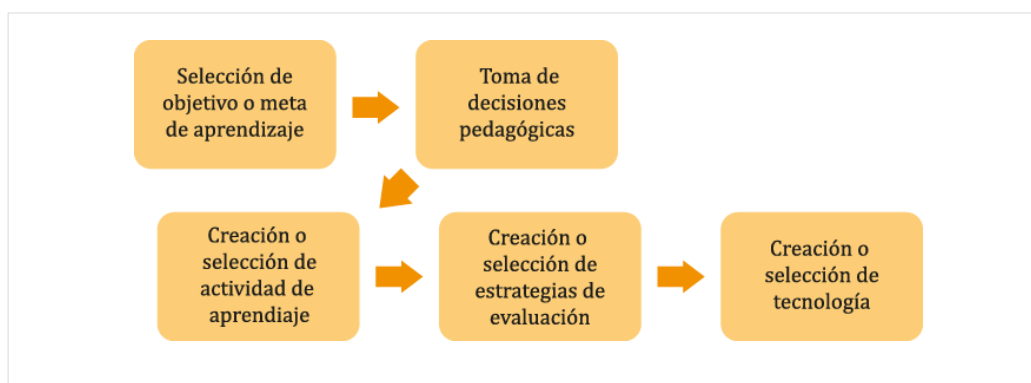 Selección de
objetivo o meta
de aprendizaje
Toma de
decisiones
pedagógicas
Creación o
selección de
actividad de
aprendiaje
Creación o
selección de
estrategias de
evaluación
Creación o
selección de
tecnología